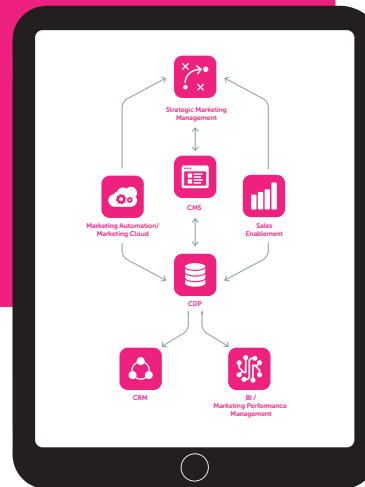 Strategic Marketing
Management
CMS
Marketing Automation/
Marketing Cloud
Sales
Enablement
CDP
CRM
BI /
Marketing Performance
Management